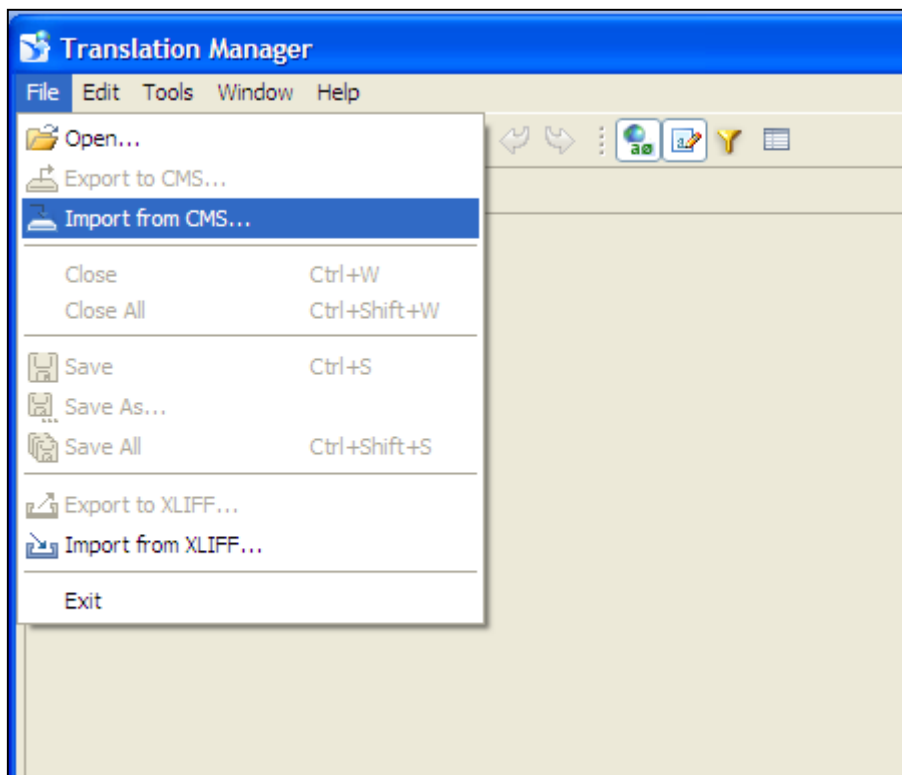 Translation Manager
File Edit Tools Window Help
Open...
Export to CMS...
Import from CMS...
Close Ctrl+W
Close All Ctrl+Shift+W
Save Ctrl+S
Save As...
Save All Ctrl+Shift+S
Export to XLIFF...
Import from XLIFF...
Exit